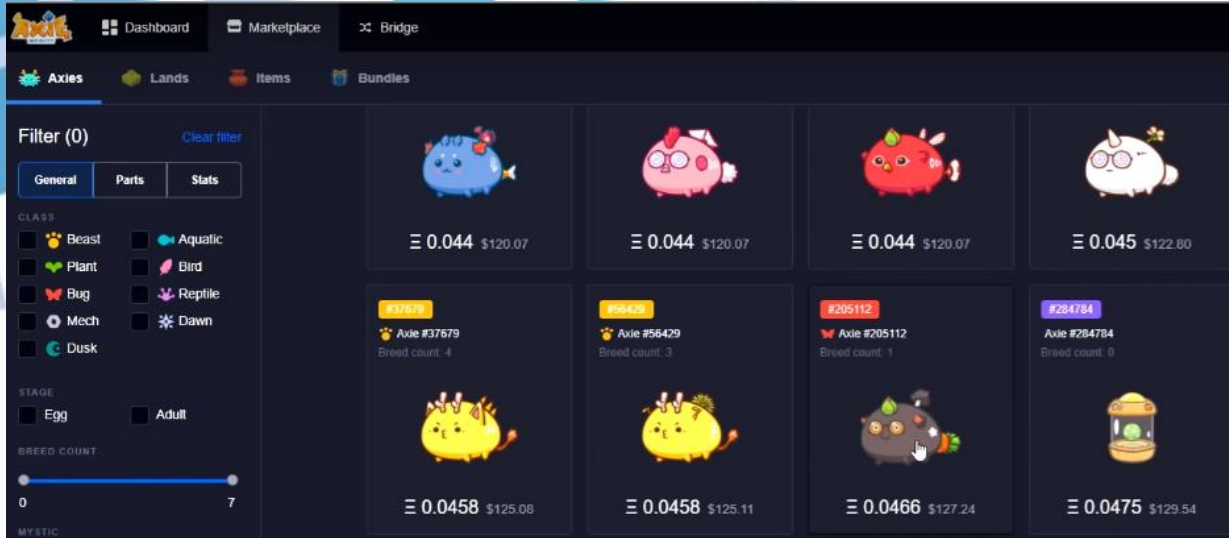 AXIE
INFINITY
Dashboard
Marketplace
Bridge
Axies
Lands
Items
Bundles
Filter (0)
Clear filter
General
Parts
Stats
CLASS
Beast
Aquatic
Plant
Bird
Bug
Reptile
Mech
Dawn
Dusk
STAGE
Egg
Adult
BREED COUNT
0
7
MYSTIC
Ξ 0.044 $120.07
Ξ 0.044 $120.07
Ξ 0.044 $120.07
Ξ 0.045 $122.80
#37679
Axie #37679
Breed count: 4
Ξ 0.0458 $125.08
#56429
Axie #56429
Breed count: 3
Ξ 0.0458 $125.11
#205112
Axie #205112
Breed count: 1
Ξ 0.0466 $127.24
#284784
Axie #284784
Breed count: 0
Ξ 0.0475 $129.54